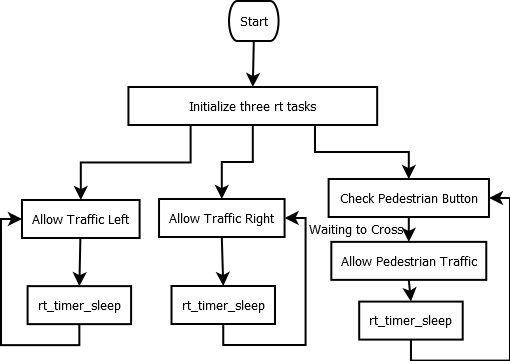 Start
Initialize three rt tasks
Allow Traffic Left
Allow Traffic Right
Check Pedestrian Button
Waiting to Cross
Allow Pedestrian Traffic
rt_timer_sleep
rt_timer_sleep
rt_timer_sleep